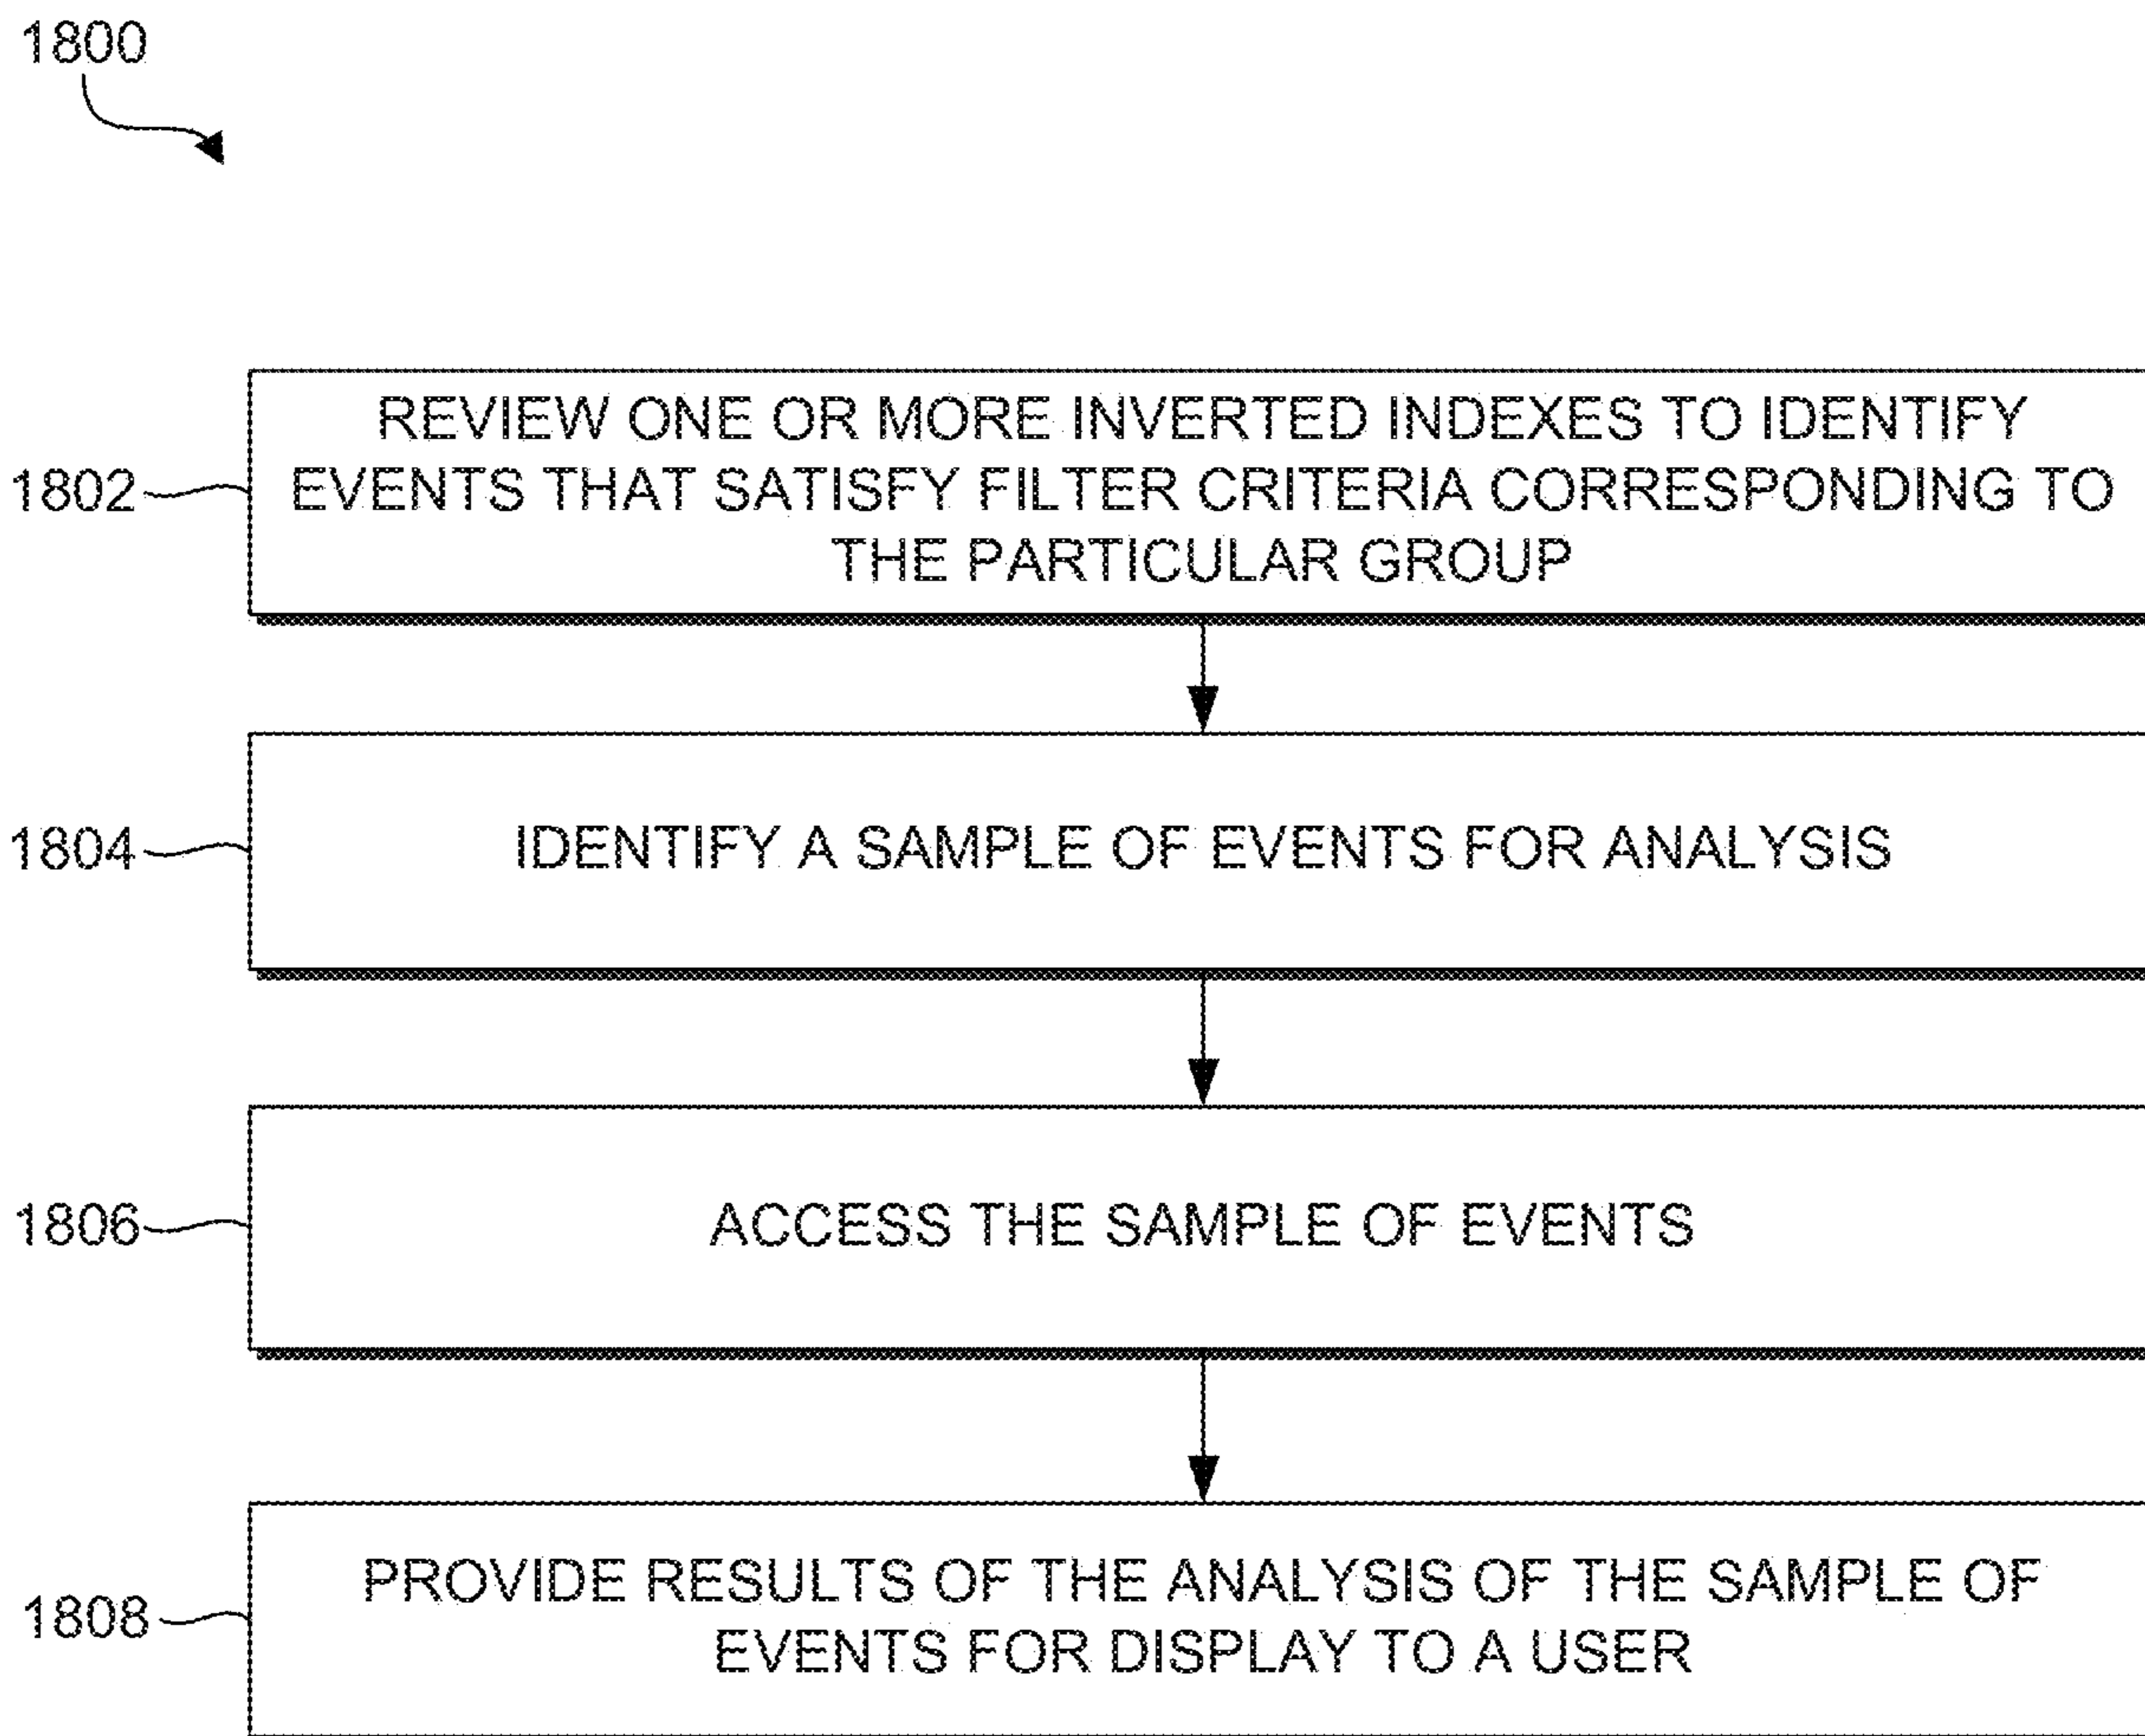 1800
REVIEW ONE OR MORE INVERTED INDEXES TO IDENTIFY
EVENTS THAT SATISFY FILTER CRITERIA CORRESPONDING TO
THE PARTICULAR GROUP
1802
IDENTIFY A SAMPLE OF EVENTS FOR ANALYSIS
1804
ACCESS THE SAMPLE OF EVENTS
1806
PROVIDE RESULTS OF THE ANALYSIS OF THE SAMPLE OF
EVENTS FOR DISPLAY TO A USER
1808